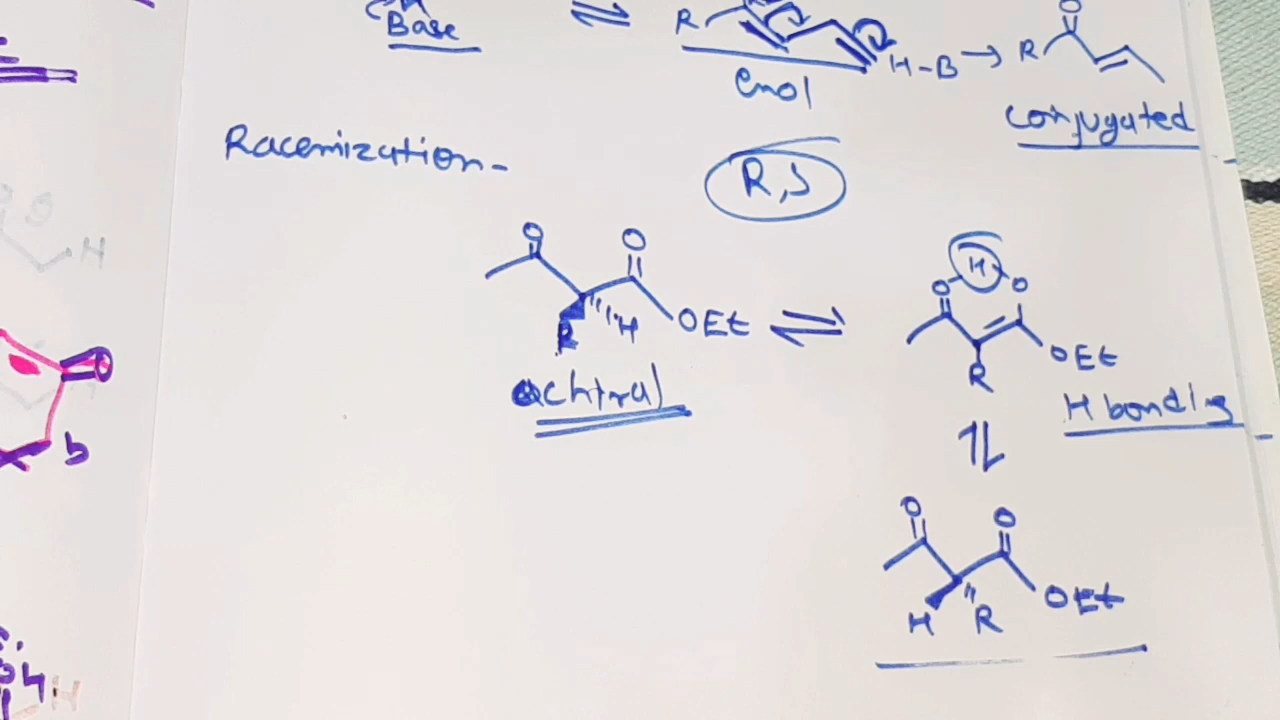 Base
R
H-B →
R
Enol
conjugated
Racemization-
R,S
O O
R H OEt
achiral
H
O O
R OEt
H bonding
O O
H R OEt
b
H